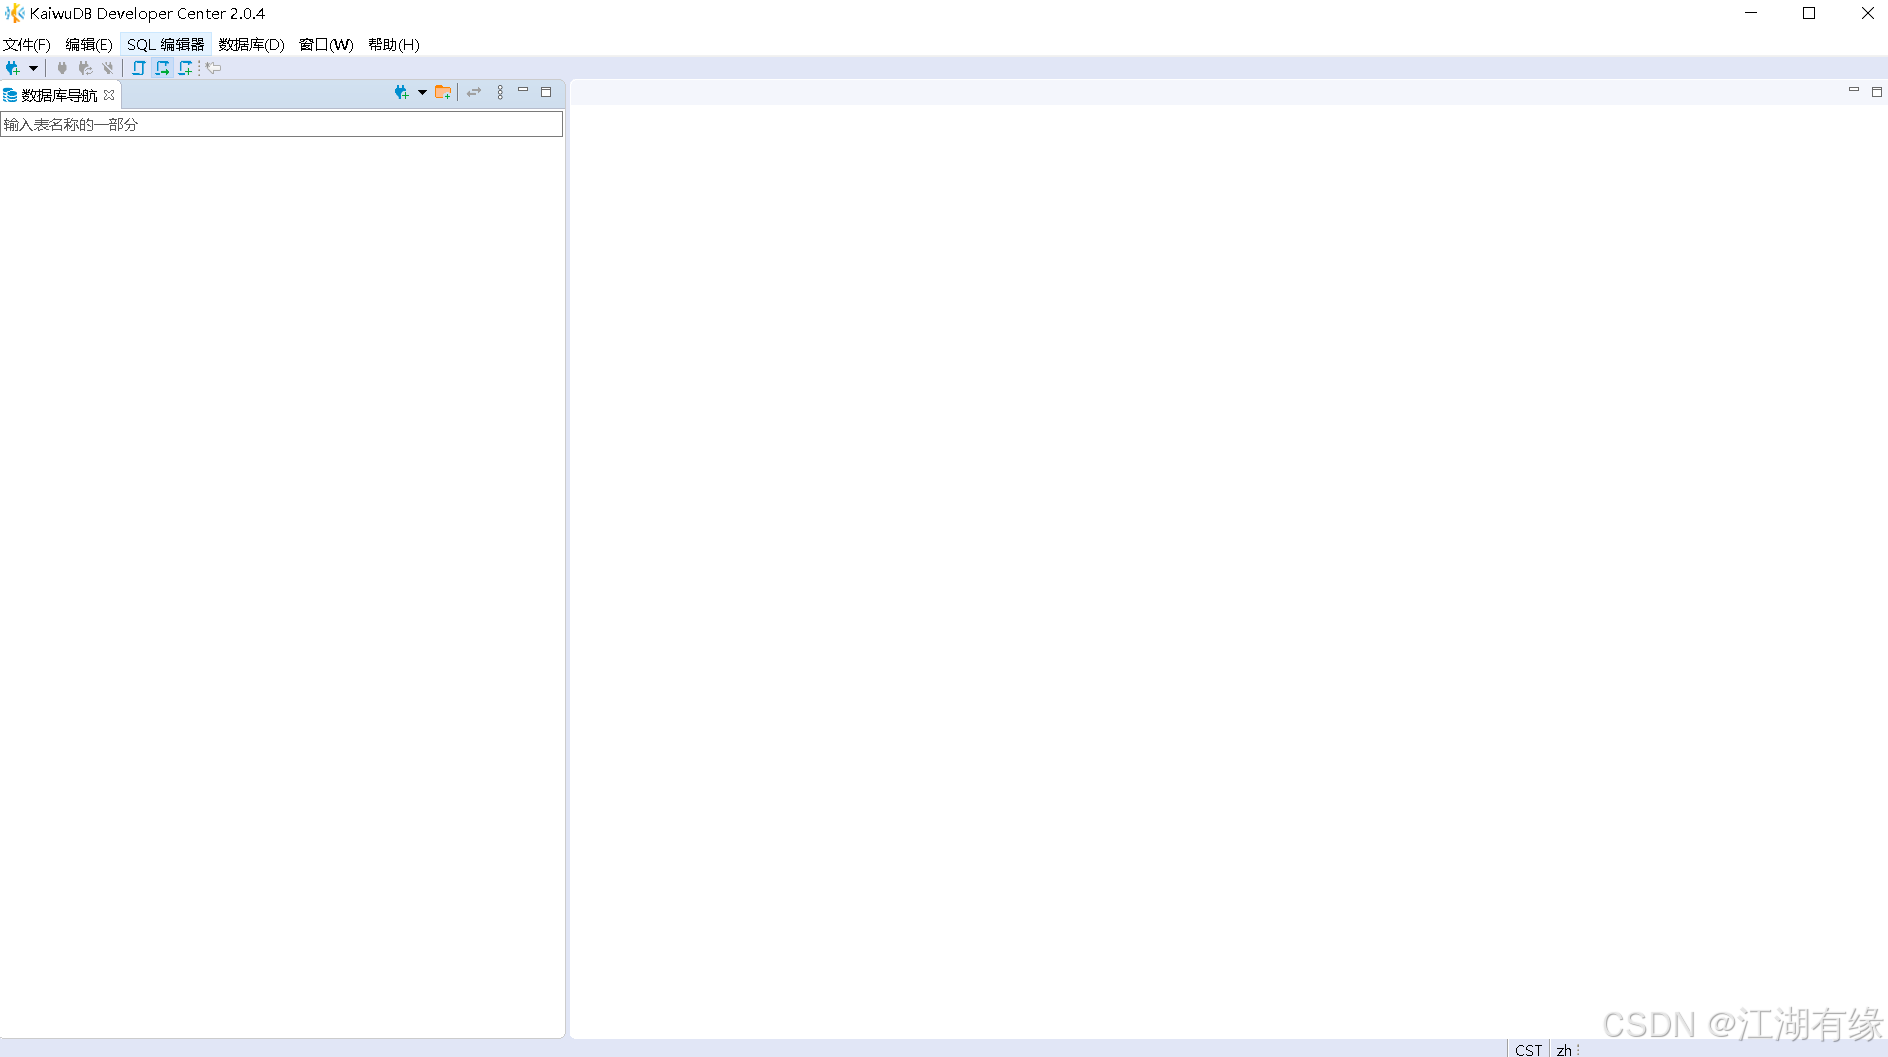 KaiwuDB Developer Center 2.0.4
文件(F) 编辑(E) SQL 编辑器 数据库(D) 窗口(W) 帮助(H)
数据库导航
输入表名称的一部分
CSDN @江湖有缘
CST zh